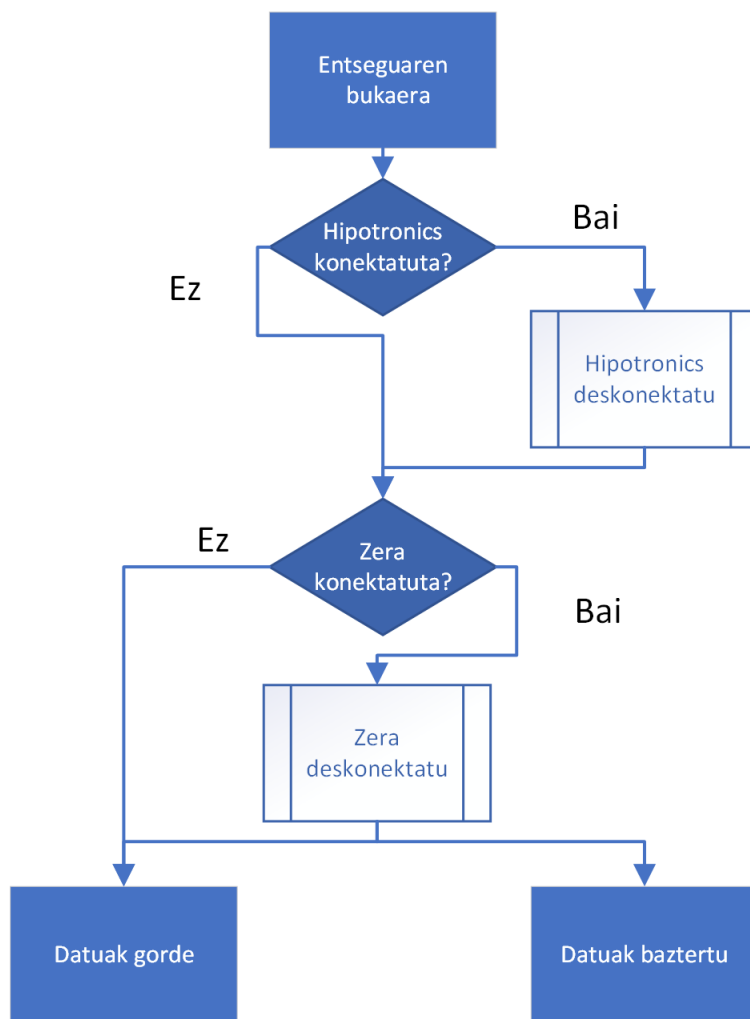 Entseguaren
bukaera
Hipotronics
konektatuta?
Bai
Ez
Hipotronics
deskonektatu
Ez
Zera
konektatuta?
Bai
Zera
deskonektatu
Datuak gorde
Datuak baztertu